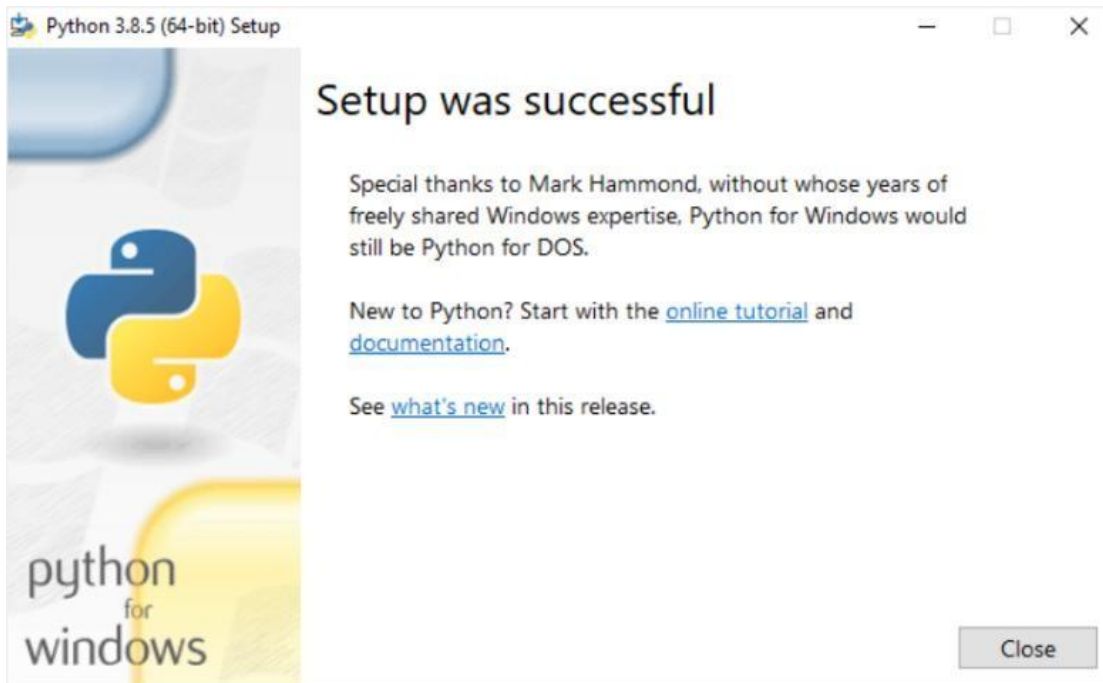 Python 3.8.5 (64-bit) Setup
Setup was successful
Special thanks to Mark Hammond, without whose years of
freely shared Windows expertise, Python for Windows would
still be Python for DOS.
New to Python? Start with the online tutorial and
documentation.
See what's new in this release.
python
for
windows
Close